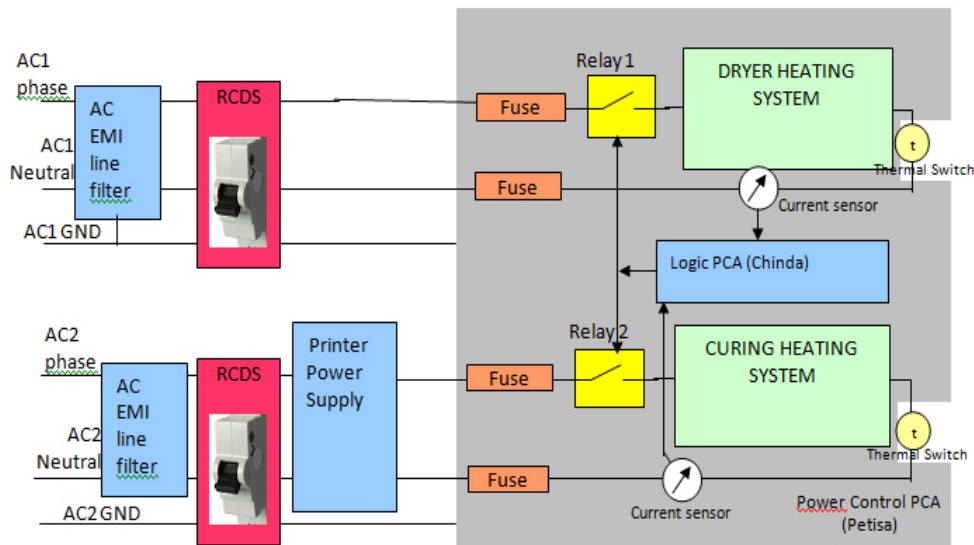 AC1
phase
AC
EMI
line
filter
RCDS
AC1
Neutral
AC1 GND
Fuse
Relay 1
DRYER HEATING
SYSTEM
t
Thermal Switch
Fuse
Current sensor
Logic PCA (Chinda)
AC2
phase
AC
EMI
line
filter
RCDS
Printer
Power
Supply
AC2
Neutral
AC2 GND
Fuse
Relay 2
CURING HEATING
SYSTEM
t
Thermal Switch
Fuse
Current sensor
Power Control PCA
(Petisa)